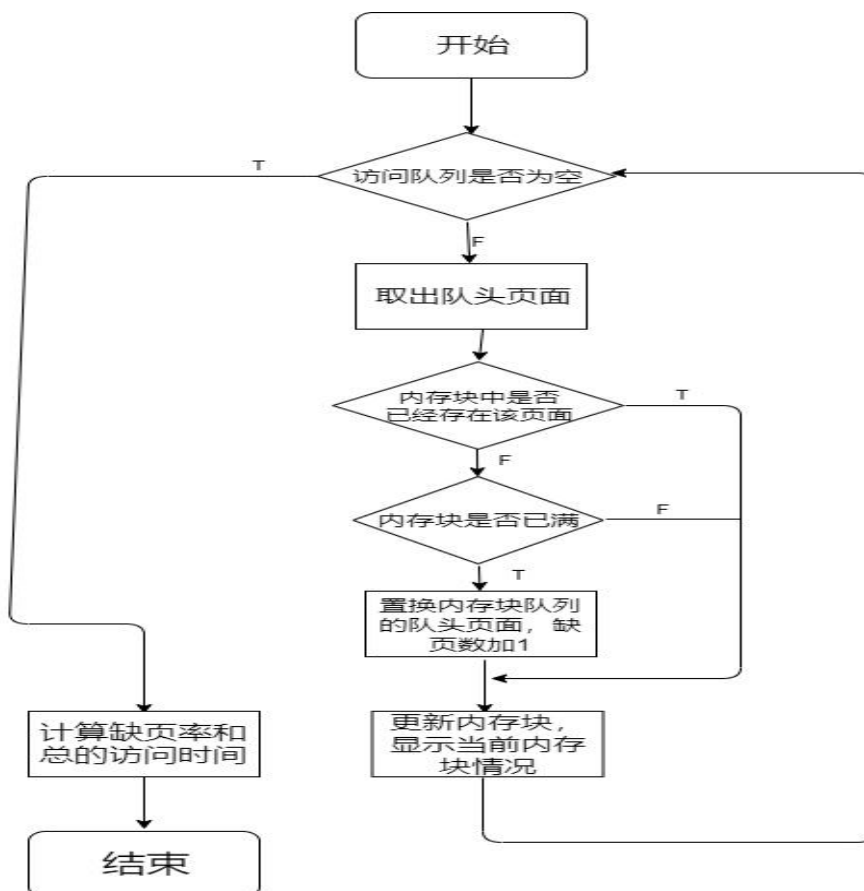 开始
T
访问队列是否为空
F
取出队头页面
内存块中是否
已经存在该页面
T
F
内存块是否已满
F
T
置换内存块队列
的队头页面，缺
页数加1
计算缺页率和
总的访问时间
更新内存块，
显示当前内存
块情况
结束